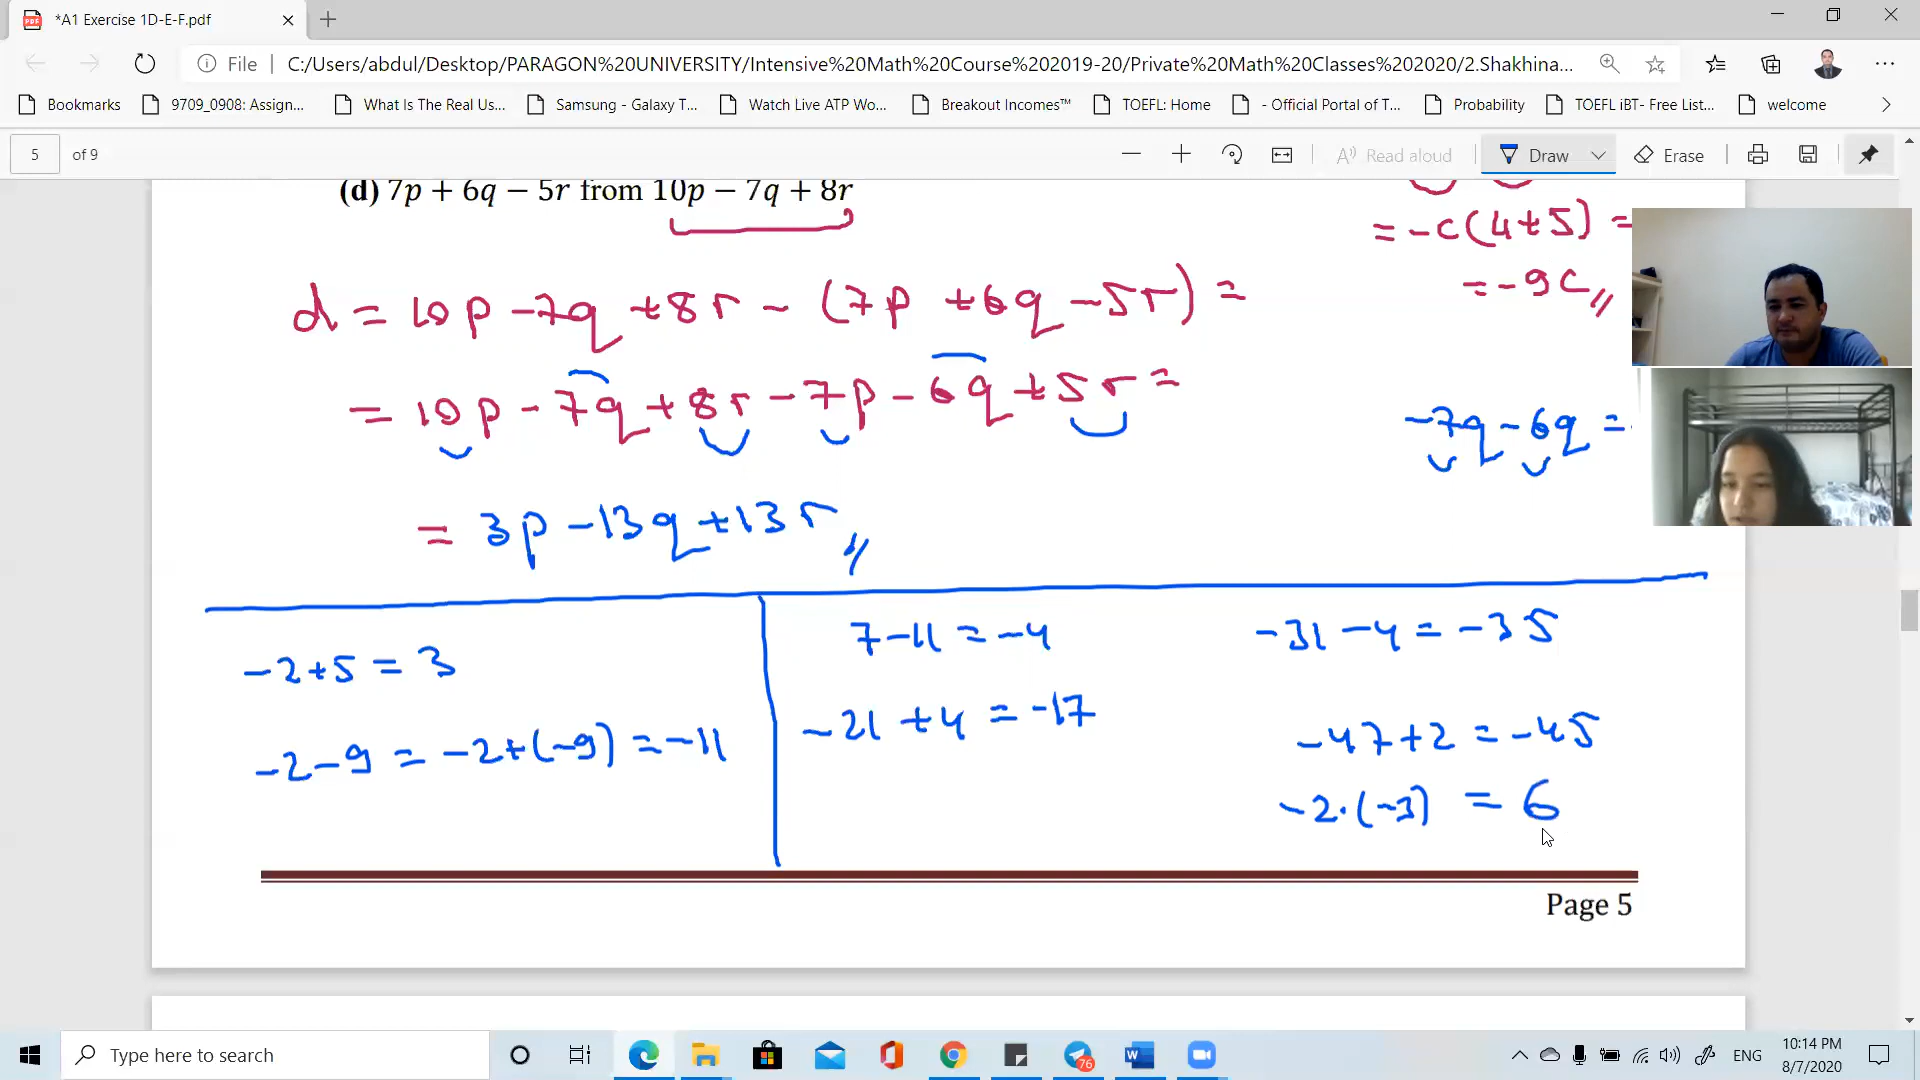 *A1 Exercise 1D-E-F.pdf
File
C:/Users/abdul/Desktop/PARAGON%20UNIVERSITY/Intensive%20Math%20Course%202019-20/Private%20Math%20Classes%202020/2.Shakhina...
Bookmarks 9709_0908: Assign... What Is The Real Us... Samsung - Galaxy T... Watch Live ATP Wo... Breakout Incomes™ TOEFL: Home - Official Portal of T... Probability TOEFL iBT- Free List... welcome
5 of 9 Read aloud Draw Erase
(d) 7p + 6q − 5r from 10p − 7q + 8r
= -c(4+5) =
= -9c //
d = 10p - 7q + 8r - (7p + 6q - 5r) =
= 10p - 7q + 8r - 7p - 6q + 5r =
-7q - 6q =
= 3p - 13q + 13r //
-2+5 = 3
-2-9 = -2+(-9) = -11
7-11 = -4
-21+4 = -17
-31-4 = -35
-47+2 = -45
-2·(-3) = 6
Page 5
Type here to search
76
ENG
10:14 PM
8/7/2020